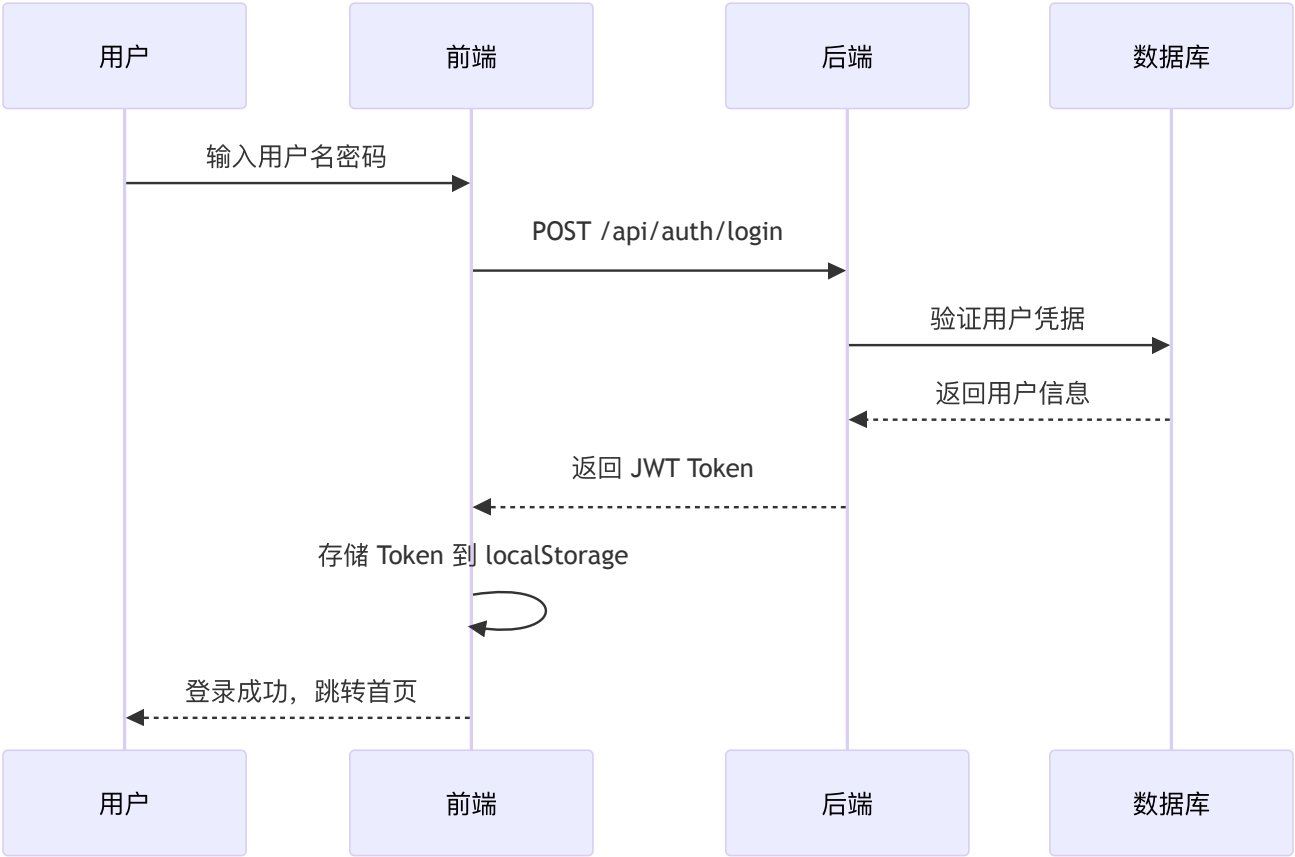 用户
前端
后端
数据库
输入用户名密码
POST /api/auth/login
验证用户凭据
返回用户信息
返回 JWT Token
存储 Token 到 localStorage
登录成功，跳转首页
用户
前端
后端
数据库